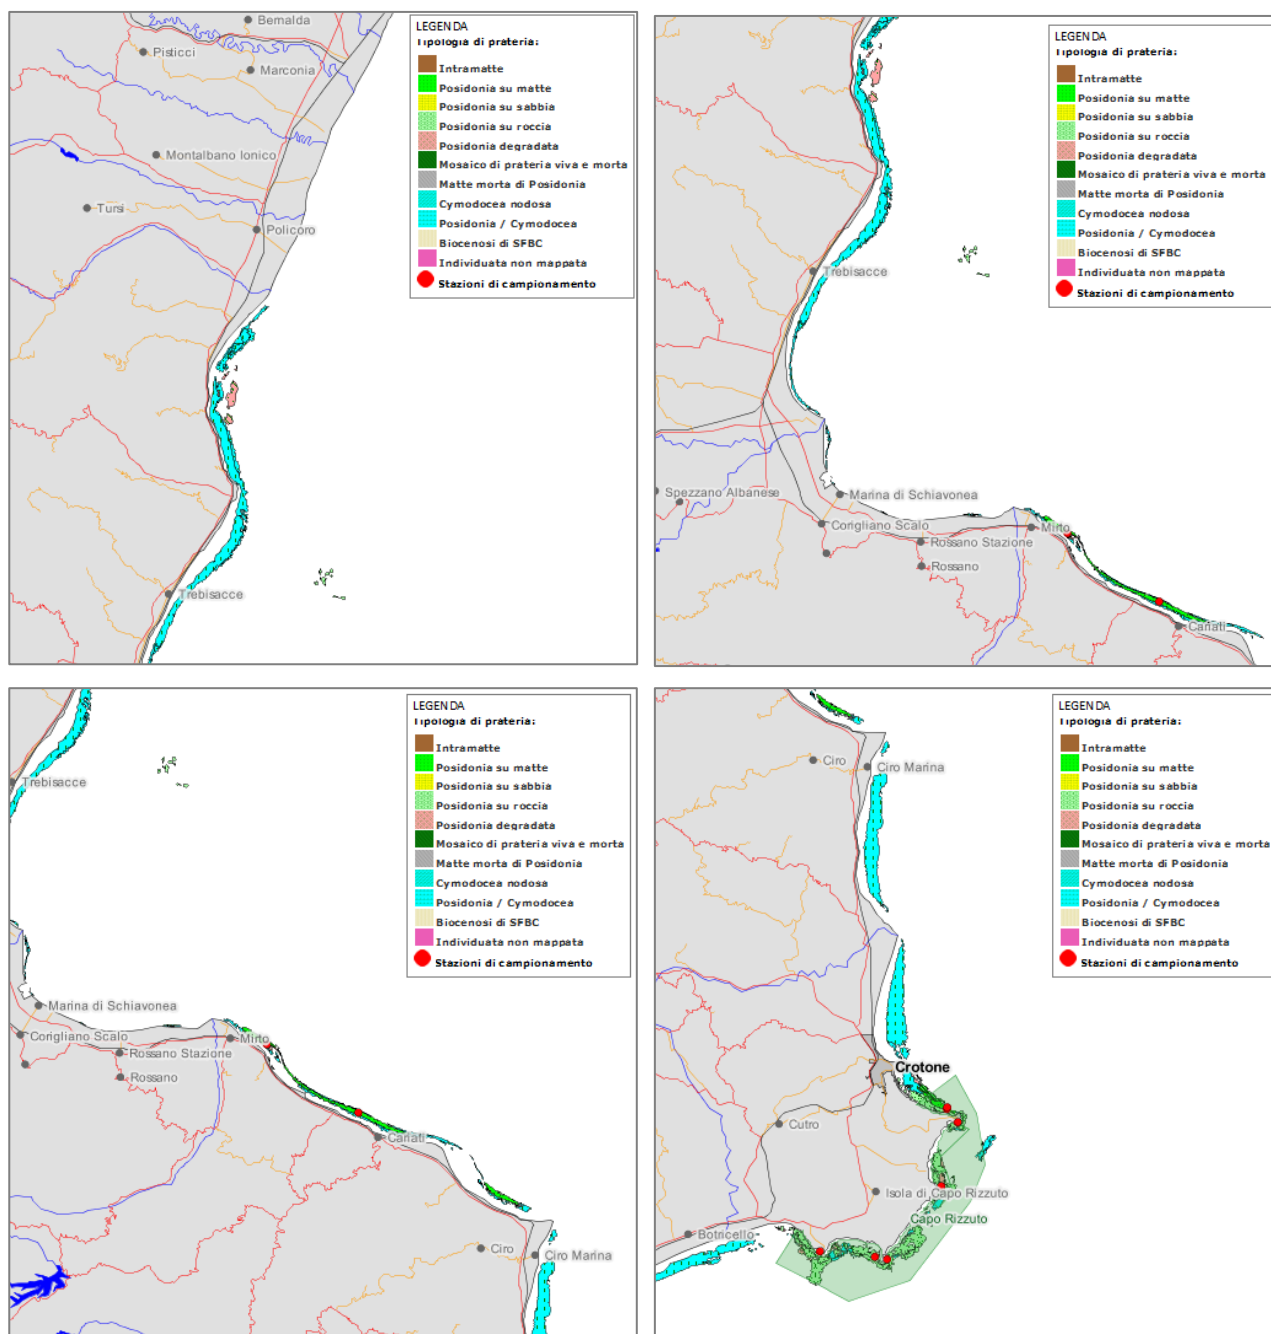 Bernalda
Pisticci
Marconia
Montalbano Ionico
Tursi
Policoro
Trebisacce
LEGENDA
Tipologia di prateria:
Intramatte
Posidonia su matte
Posidonia su sabbia
Posidonia su roccia
Posidonia degradata
Mosaico di prateria viva e morta
Matte morta di Posidonia
Cymodocea nodosa
Posidonia / Cymodocea
Biocenosi di SFBC
Individuata non mappata
Stazioni di campionamento
Trebisacce
Spezzano Albanese
Marina di Schiavonea
Corigliano Scalo
Rossano Stazione
Rossano
Mirto
Cariati
LEGENDA
Tipologia di prateria:
Intramatte
Posidonia su matte
Posidonia su sabbia
Posidonia su roccia
Posidonia degradata
Mosaico di prateria viva e morta
Matte morta di Posidonia
Cymodocea nodosa
Posidonia / Cymodocea
Biocenosi di SFBC
Individuata non mappata
Stazioni di campionamento
Trebisacce
Marina di Schiavonea
Corigliano Scalo
Mirto
Rossano Stazione
Rossano
Cariati
Ciro
Ciro Marina
LEGENDA
Tipologia di prateria:
Intramatte
Posidonia su matte
Posidonia su sabbia
Posidonia su roccia
Posidonia degradata
Mosaico di prateria viva e morta
Matte morta di Posidonia
Cymodocea nodosa
Posidonia / Cymodocea
Biocenosi di SFBC
Individuata non mappata
Stazioni di campionamento
Ciro
Ciro Marina
Crotone
Cutro
Isola di Capo Rizzuto
Capo Rizzuto
Botricello
LEGENDA
Tipologia di prateria:
Intramatte
Posidonia su matte
Posidonia su sabbia
Posidonia su roccia
Posidonia degradata
Mosaico di prateria viva e morta
Matte morta di Posidonia
Cymodocea nodosa
Posidonia / Cymodocea
Biocenosi di SFBC
Individuata non mappata
Stazioni di campionamento